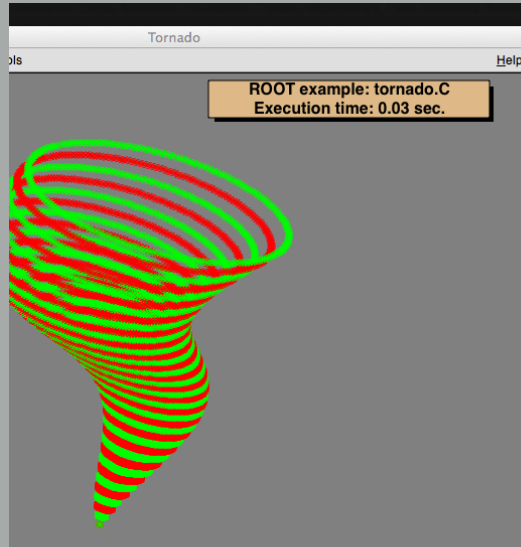 Tornado
ols
Help
ROOT example: tornado.C
Execution time: 0.03 sec.